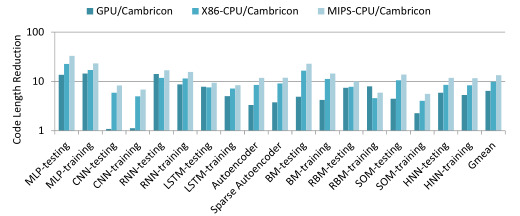 GPU/Cambricon X86-CPU/Cambricon MIPS-CPU/Cambricon
Code Length Reduction
100
10
1
MLP-testing
MLP-training
CNN-testing
CNN-training
RNN-testing
RNN-training
LSTM-testing
LSTM-training
Autoencoder
Sparse Autoencoder
BM-testing
BM-training
RBM-testing
RBM-training
SOM-testing
SOM-training
HNN-testing
HNN-training
Gmean